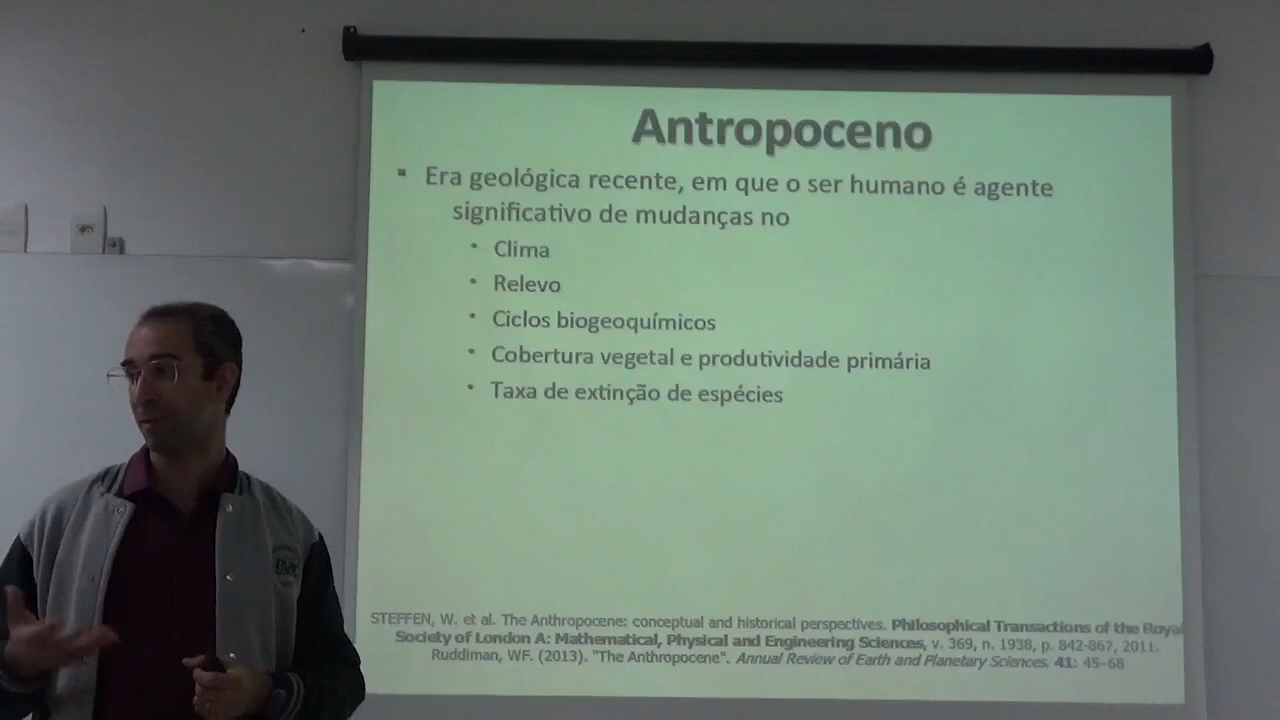 Antropoceno
Era geológica recente, em que o ser humano é agente
significativo de mudanças no
Clima
Relevo
Ciclos biogeoquímicos
Cobertura vegetal e produtividade primária
Taxa de extinção de espécies
STEFFEN, W. et al. The Anthropocene: conceptual and historical perspectives. Philosophical Transactions of the Royal
Society of London A: Mathematical, Physical and Engineering Sciences, v. 369, n. 1938, p. 842-867, 2011.
Ruddiman, WF. (2013). "The Anthropocene". Annual Review of Earth and Planetary Sciences. 41: 45–68